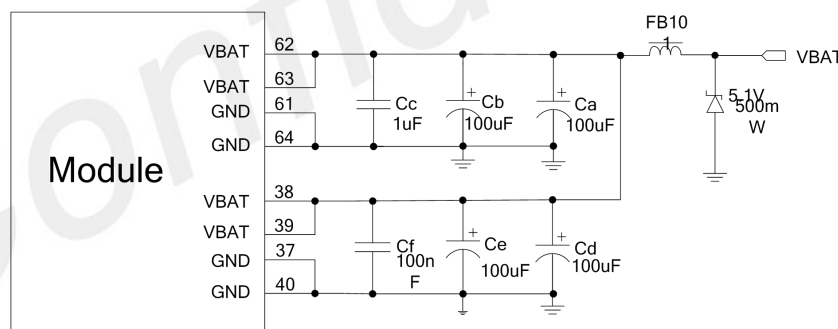 FB10
1
VBAT
62
VBAT
63
VBAT
61
GND
64
GND
Cc
1uF
Cb
100uF
Ca
100uF
5.1V
500m
W
Module
38
VBAT
39
VBAT
37
GND
40
GND
Cf
100n
F
Ce
100uF
Cd
100uF
Confid